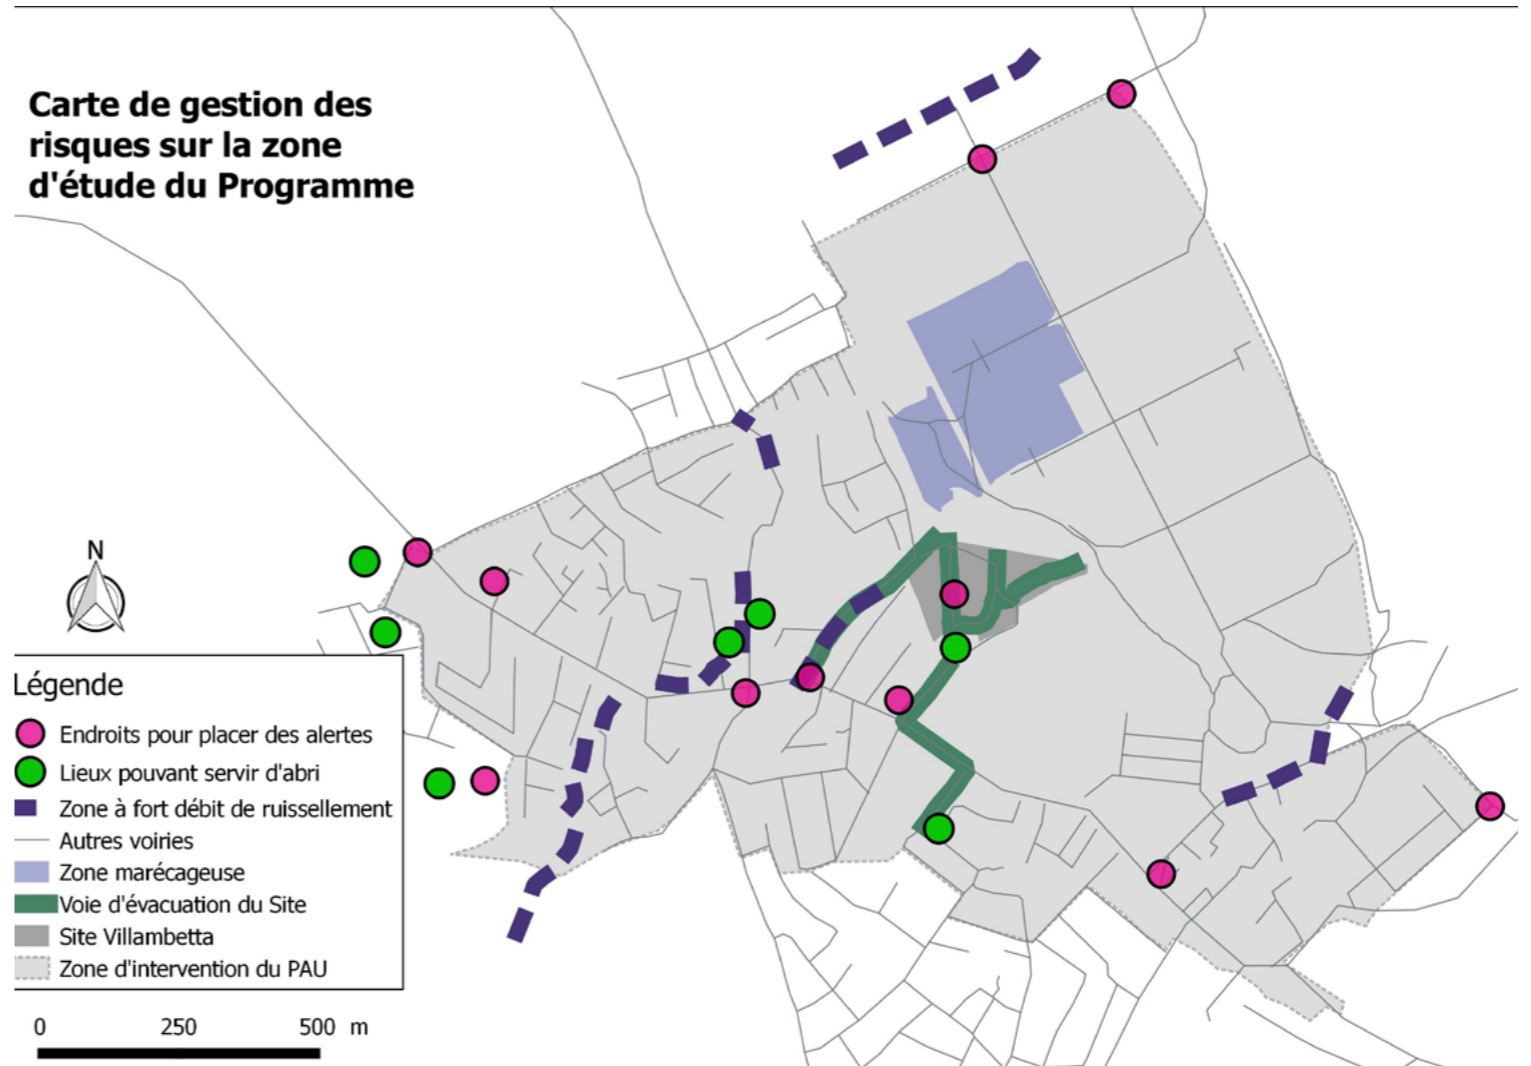 Carte de gestion des
risques sur la zone
d'étude du Programme
N
Légende
Endroits pour placer des alertes
Lieux pouvant servir d'abri
Zone à fort débit de ruissellement
Autres voiries
Zone marécageuse
Voie d'évacuation du Site
Site Villambetta
Zone d'intervention du PAU
0 250 500 m